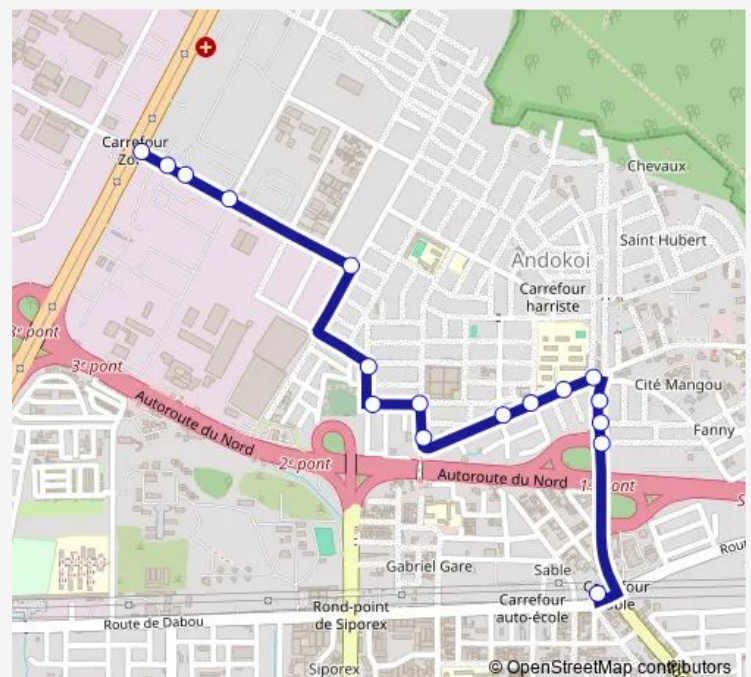 Carrefour
Chevaux
Saint Hubert
Andokoi
Carrefour
harriste
3ᵉ pont
3ᵉ pont
Cité Mangou
Autoroute du Nord
Fanny
2ᵉ pont
Autoroute du Nord
1ᵉ pont
Gabriel Gare
Sable
Carrefour
auto-école
Rond-point
de Siporex
Route de Dabou
Siporex
© OpenStreetMap contributors